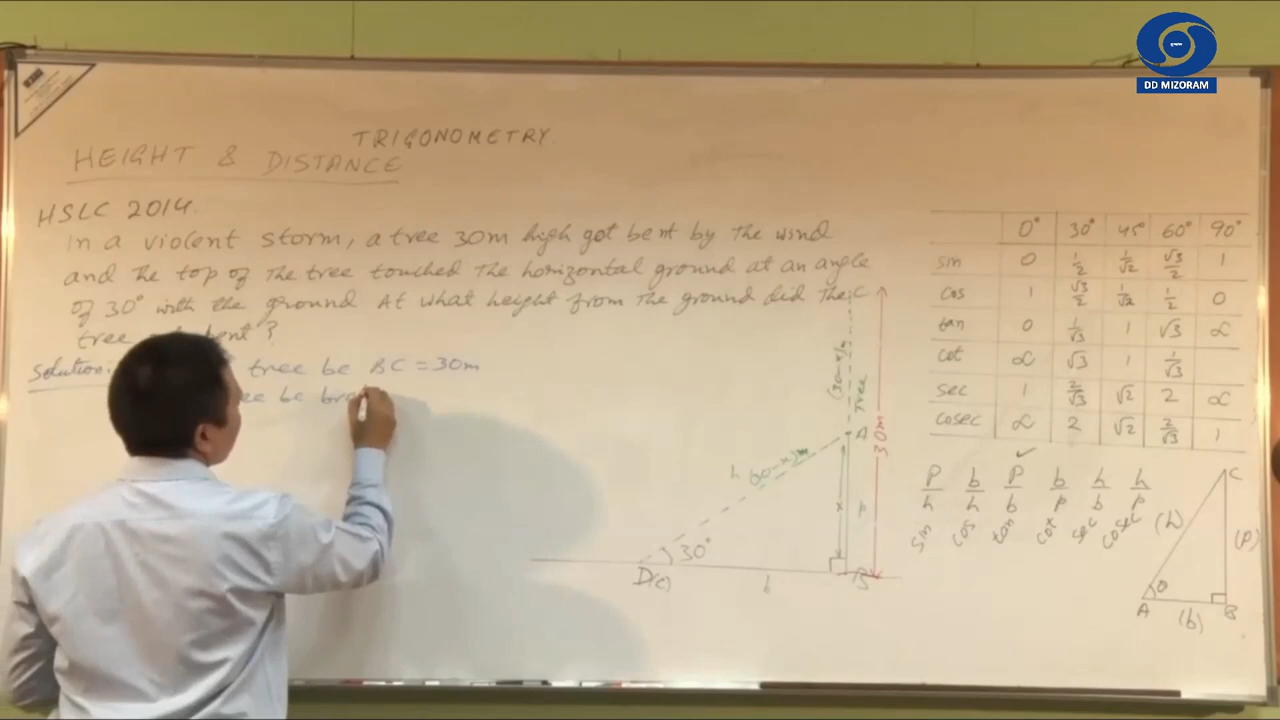 DD MIZORAM
TRIGONOMETRY
HEIGHT & DISTANCE
HSLC 2014.
In a violent storm, a tree 30m high got bent by the wind
and the top of the tree touched the horizontal ground at an angle
of 30° with the ground At what height from the ground did the
tree bent?
Solution:
tree be BC = 30m
be
C
(30-x)
Tree
30m
A
h (30-x)m
x
p
30°
D(c)
b
B
0° 30° 45° 60° 90°
sin 0 1/2 1/√2 √3/2 1
cos 1 √3/2 1/√2 1/2 0
tan 0 1/√3 1 √3 ∝
cot ∝ √3 1 1/√3
sec 1 2/√3 √2 2 ∝
cosec ∝ 2 √2 2/√3 1
✓
p/h b/h p/b b/p h/b h/p
sin cos tan cot sec cosec
C
(h)
(p)
θ
A
(b)
B